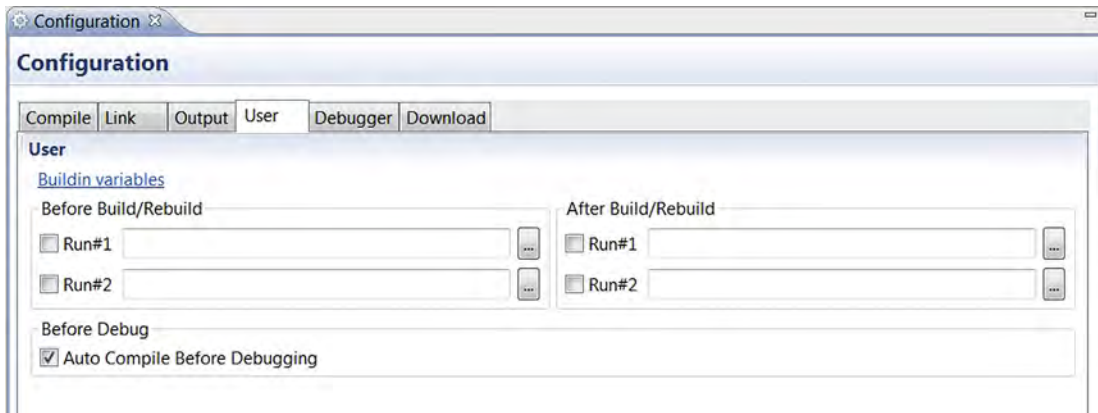 Configuration
Configuration
Compile Link Output User Debugger Download
User
Buildin variables
Before Build/Rebuild
Run#1 ...
Run#2 ...
After Build/Rebuild
Run#1 ...
Run#2 ...
Before Debug
Auto Compile Before Debugging